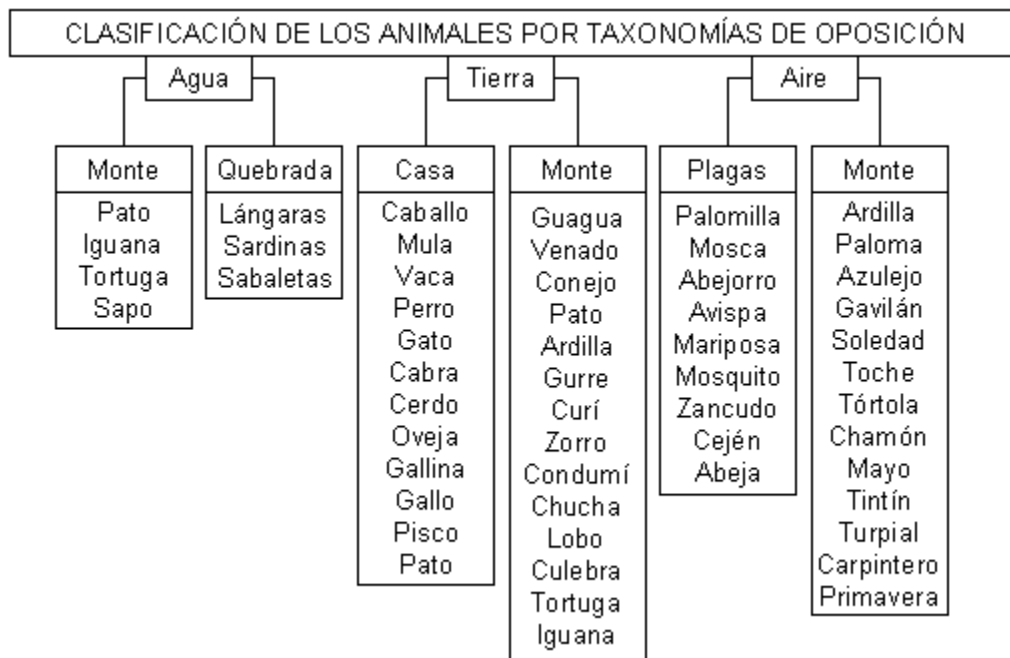 CLASIFICACIÓN DE LOS ANIMALES POR TAXONOMÍAS DE OPOSICIÓN
Agua
Monte
Pato
Iguana
Tortuga
Sapo
Quebrada
Lángaras
Sardinas
Sabaletas
Tierra
Casa
Caballo
Mula
Vaca
Perro
Gato
Cabra
Cerdo
Oveja
Gallina
Gallo
Pisco
Pato
Monte
Guagua
Venado
Conejo
Pato
Ardilla
Gurre
Curí
Zorro
Condumí
Chucha
Lobo
Culebra
Tortuga
Iguana
Aire
Plagas
Palomilla
Mosca
Abejorro
Avispa
Mariposa
Mosquito
Zancudo
Cején
Abeja
Monte
Ardilla
Paloma
Azulejo
Gavilán
Soledad
Toche
Tórtola
Chamón
Mayo
Tintín
Turpial
Carpintero
Primavera